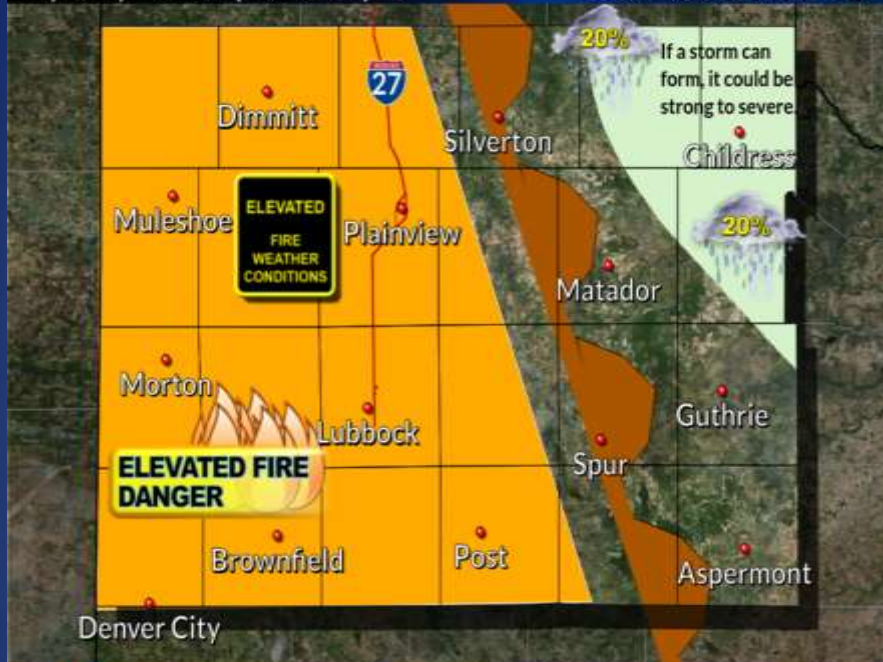 20%
If a storm can
form, it could be
strong to severe.
27
Dimmitt
Silverton
Childress
Muleshoe
ELEVATED
FIRE
WEATHER
CONDITIONS
Plainview
20%
Matador
Morton
Lubbock
Guthrie
ELEVATED FIRE
DANGER
Spur
Brownfield
Post
Aspermont
Denver City